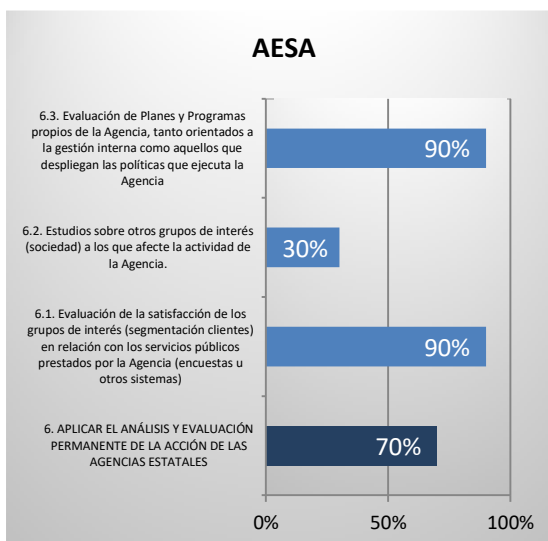 AESA
6.3. Evaluación de Planes y Programas
propios de la Agencia, tanto orientados a
la gestión interna como aquellos que
despliegan las políticas que ejecuta la
Agencia
90%
6.2. Estudios sobre otros grupos de interés
(sociedad) a los que afecte la actividad de
la Agencia.
30%
6.1. Evaluación de la satisfacción de los
grupos de interés (segmentación clientes)
en relación con los servicios públicos
prestados por la Agencia (encuestas u
otros sistemas)
90%
6. APLICAR EL ANÁLISIS Y EVALUACIÓN
PERMANENTE DE LA ACCIÓN DE LAS
AGENCIAS ESTATALES
70%
0% 50% 100%